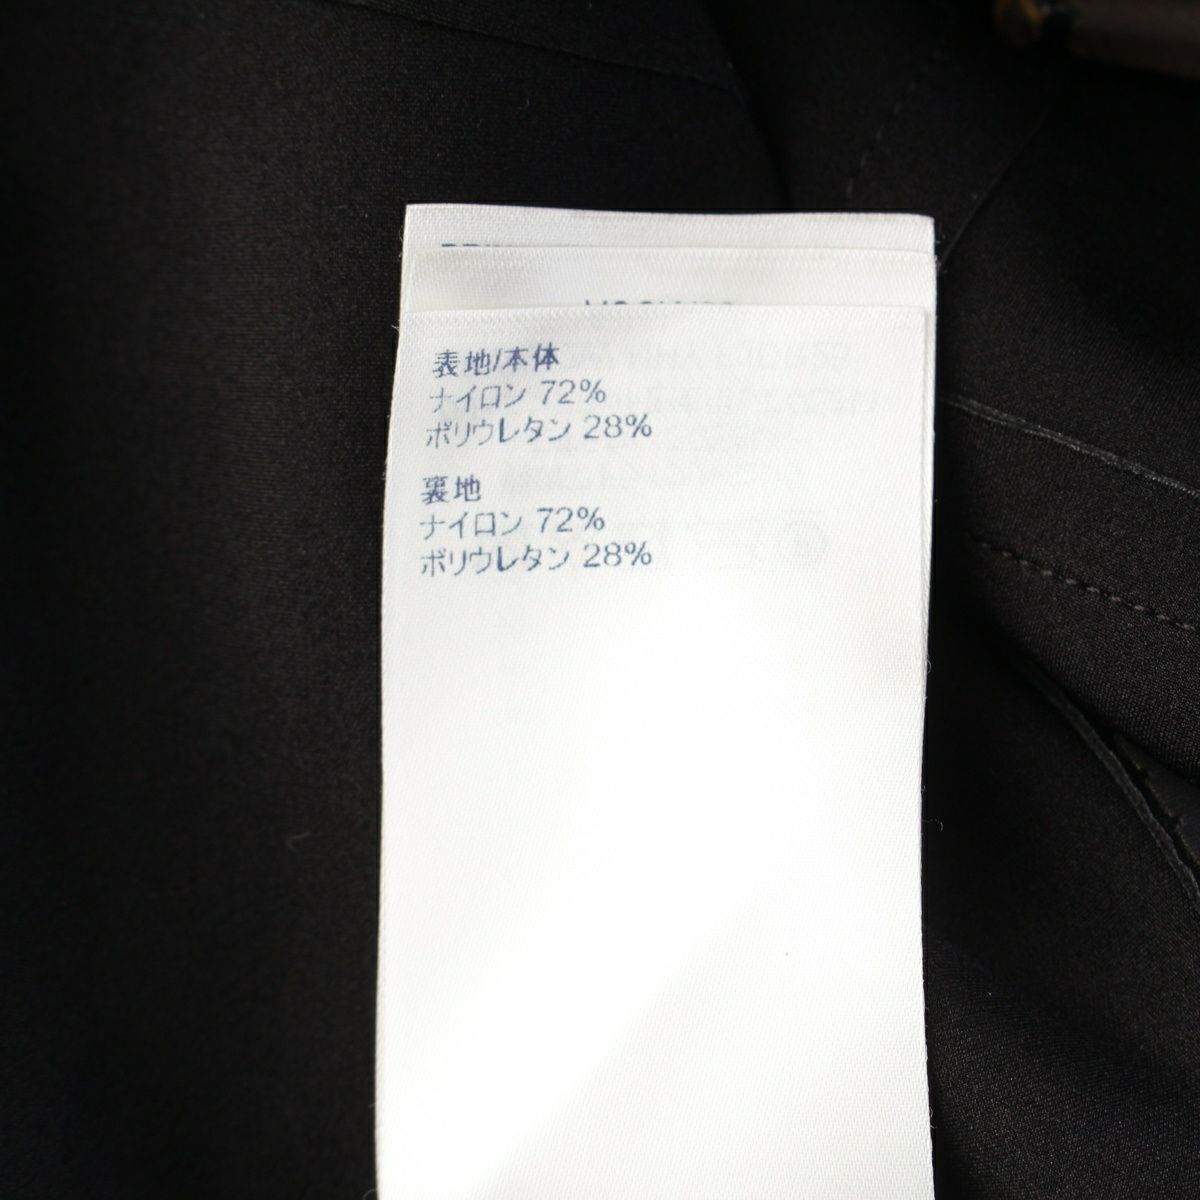 表地/本体
ナイロン 72%
ポリウレタン 28%
裏地
ナイロン 72%
ポリウレタン 28%